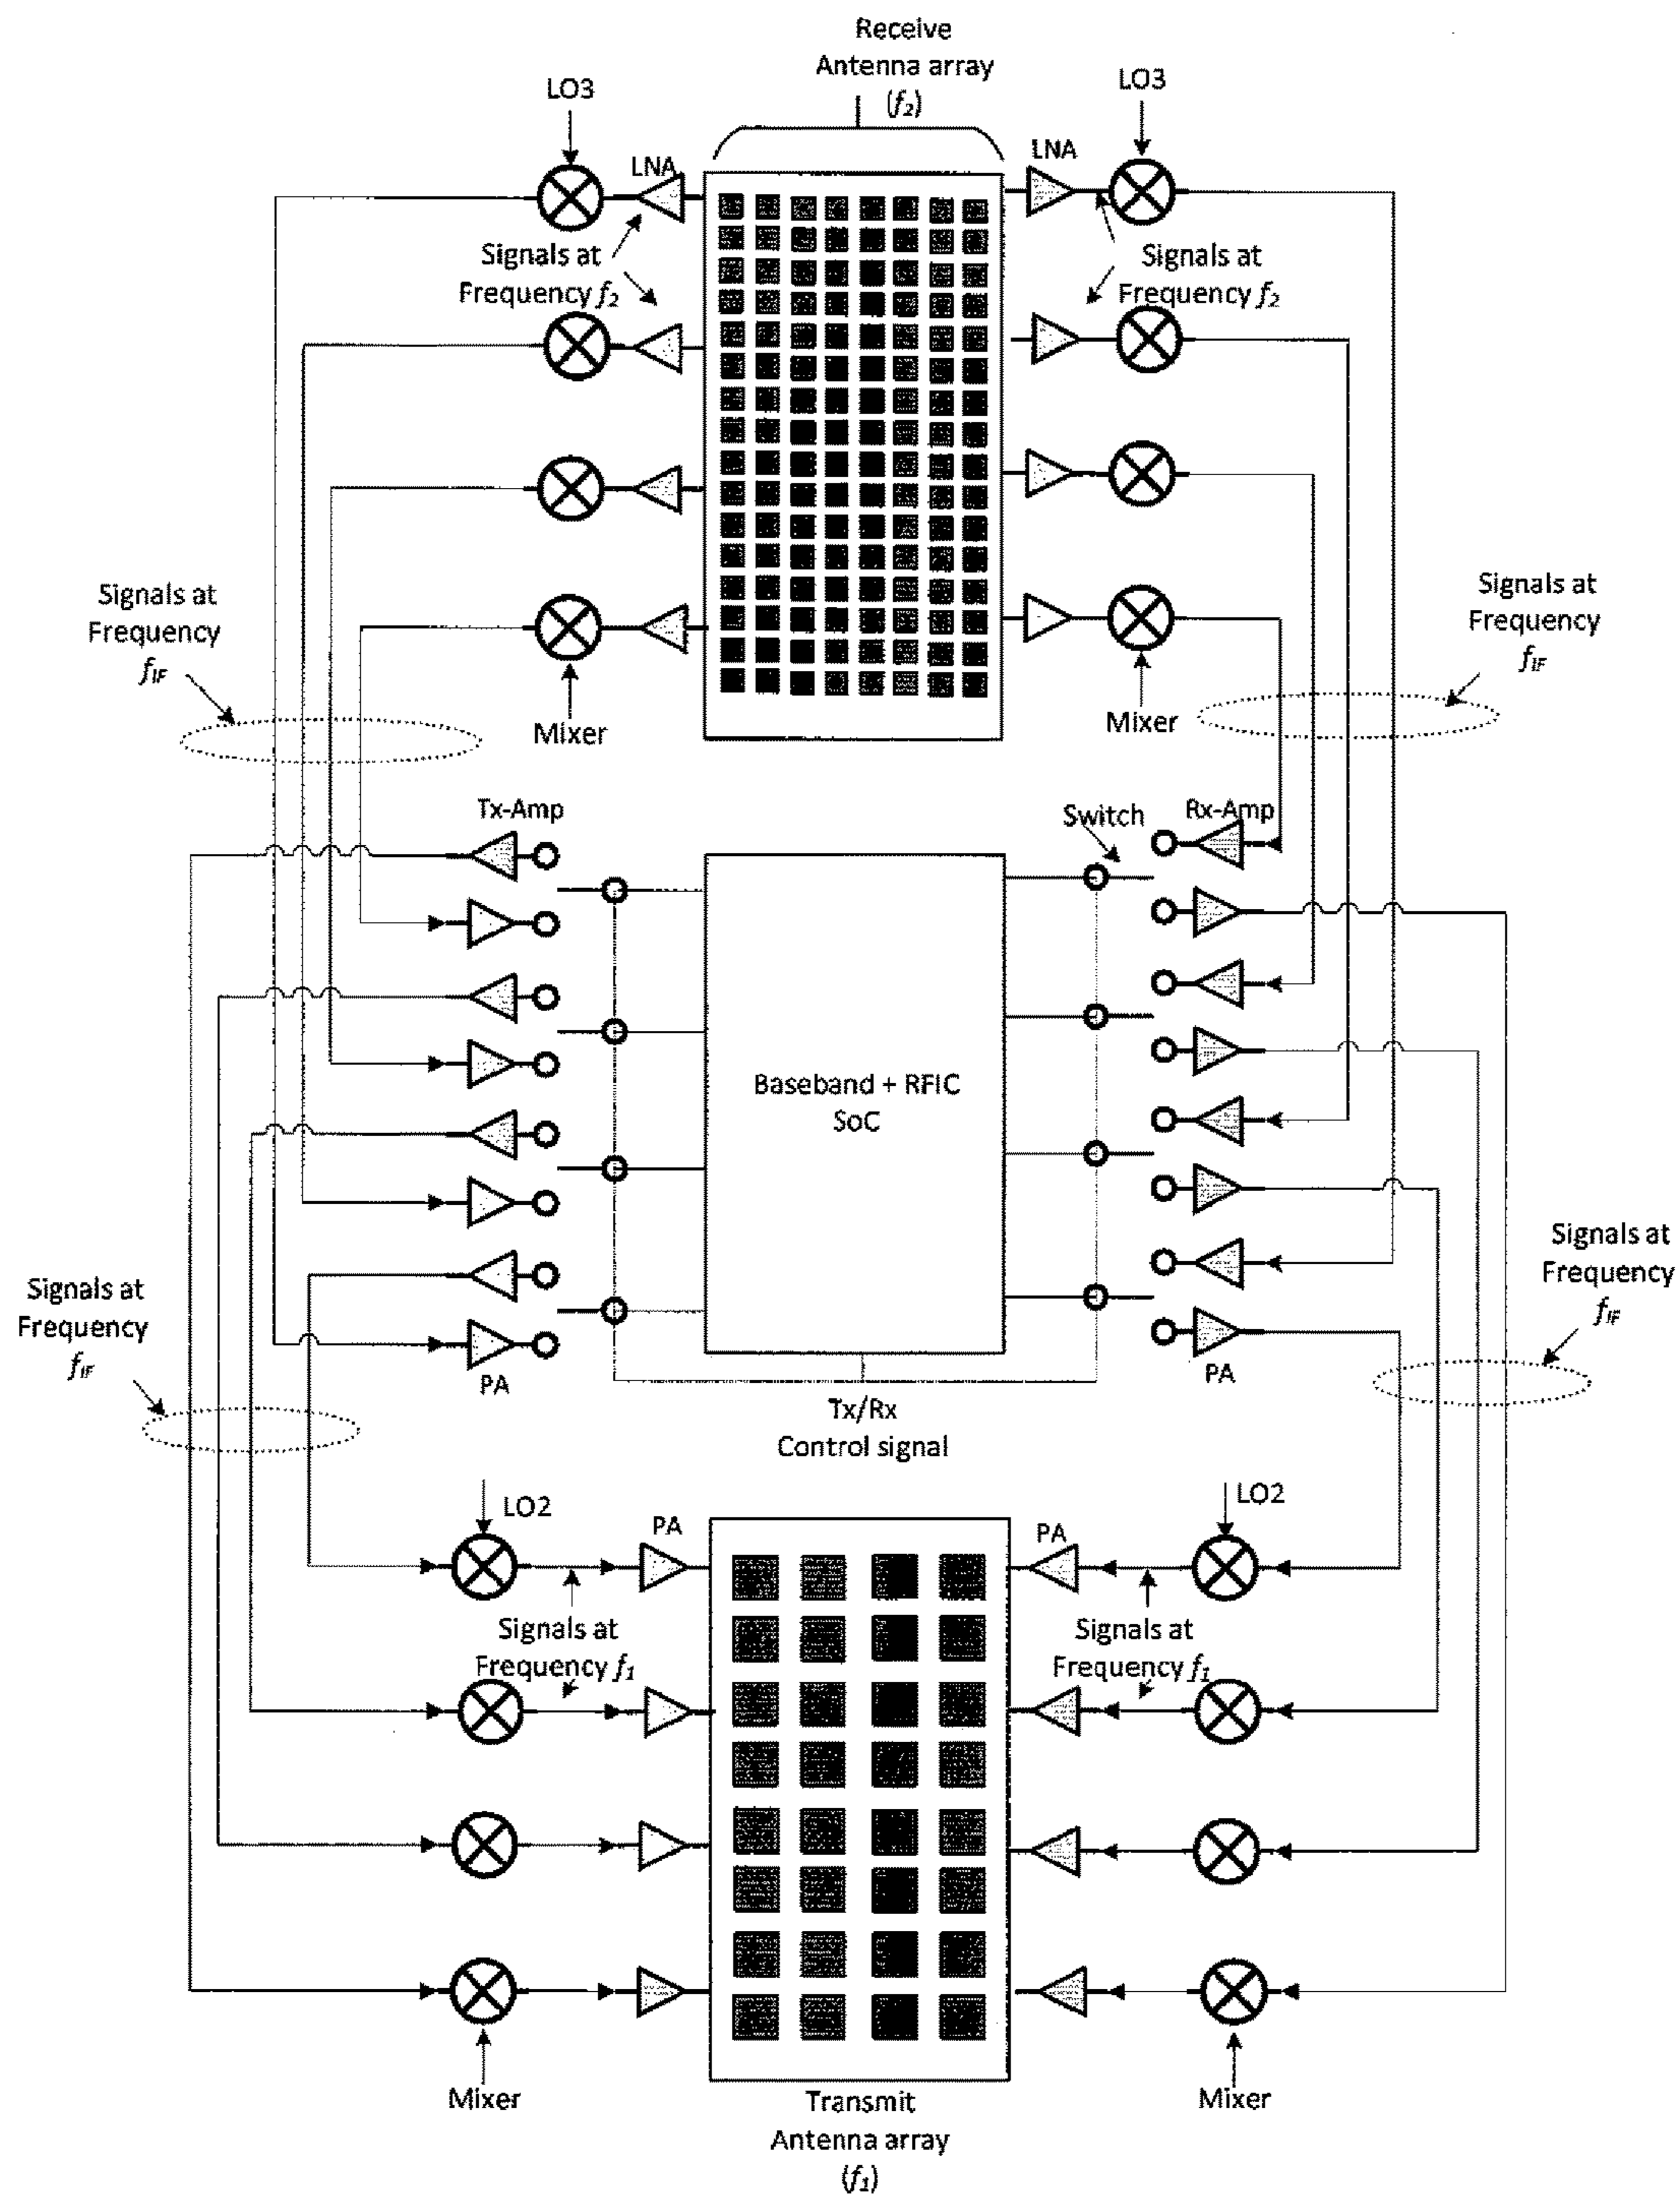 Receive
Antenna array
(f2)
LO3
LO3
LNA
LNA
Signals at
Frequency f2
Signals at
Frequency f2
Signals at
Frequency
fIF
Signals at
Frequency
fIF
Mixer
Mixer
Tx-Amp
Switch
Rx-Amp
Baseband + RFIC
SoC
Signals at
Frequency
fIF
Signals at
Frequency
fIF
PA
PA
Tx/Rx
Control signal
LO2
PA
PA
LO2
Signals at
Frequency f1
Signals at
Frequency f1
Mixer
Mixer
Transmit
Antenna array
(f1)